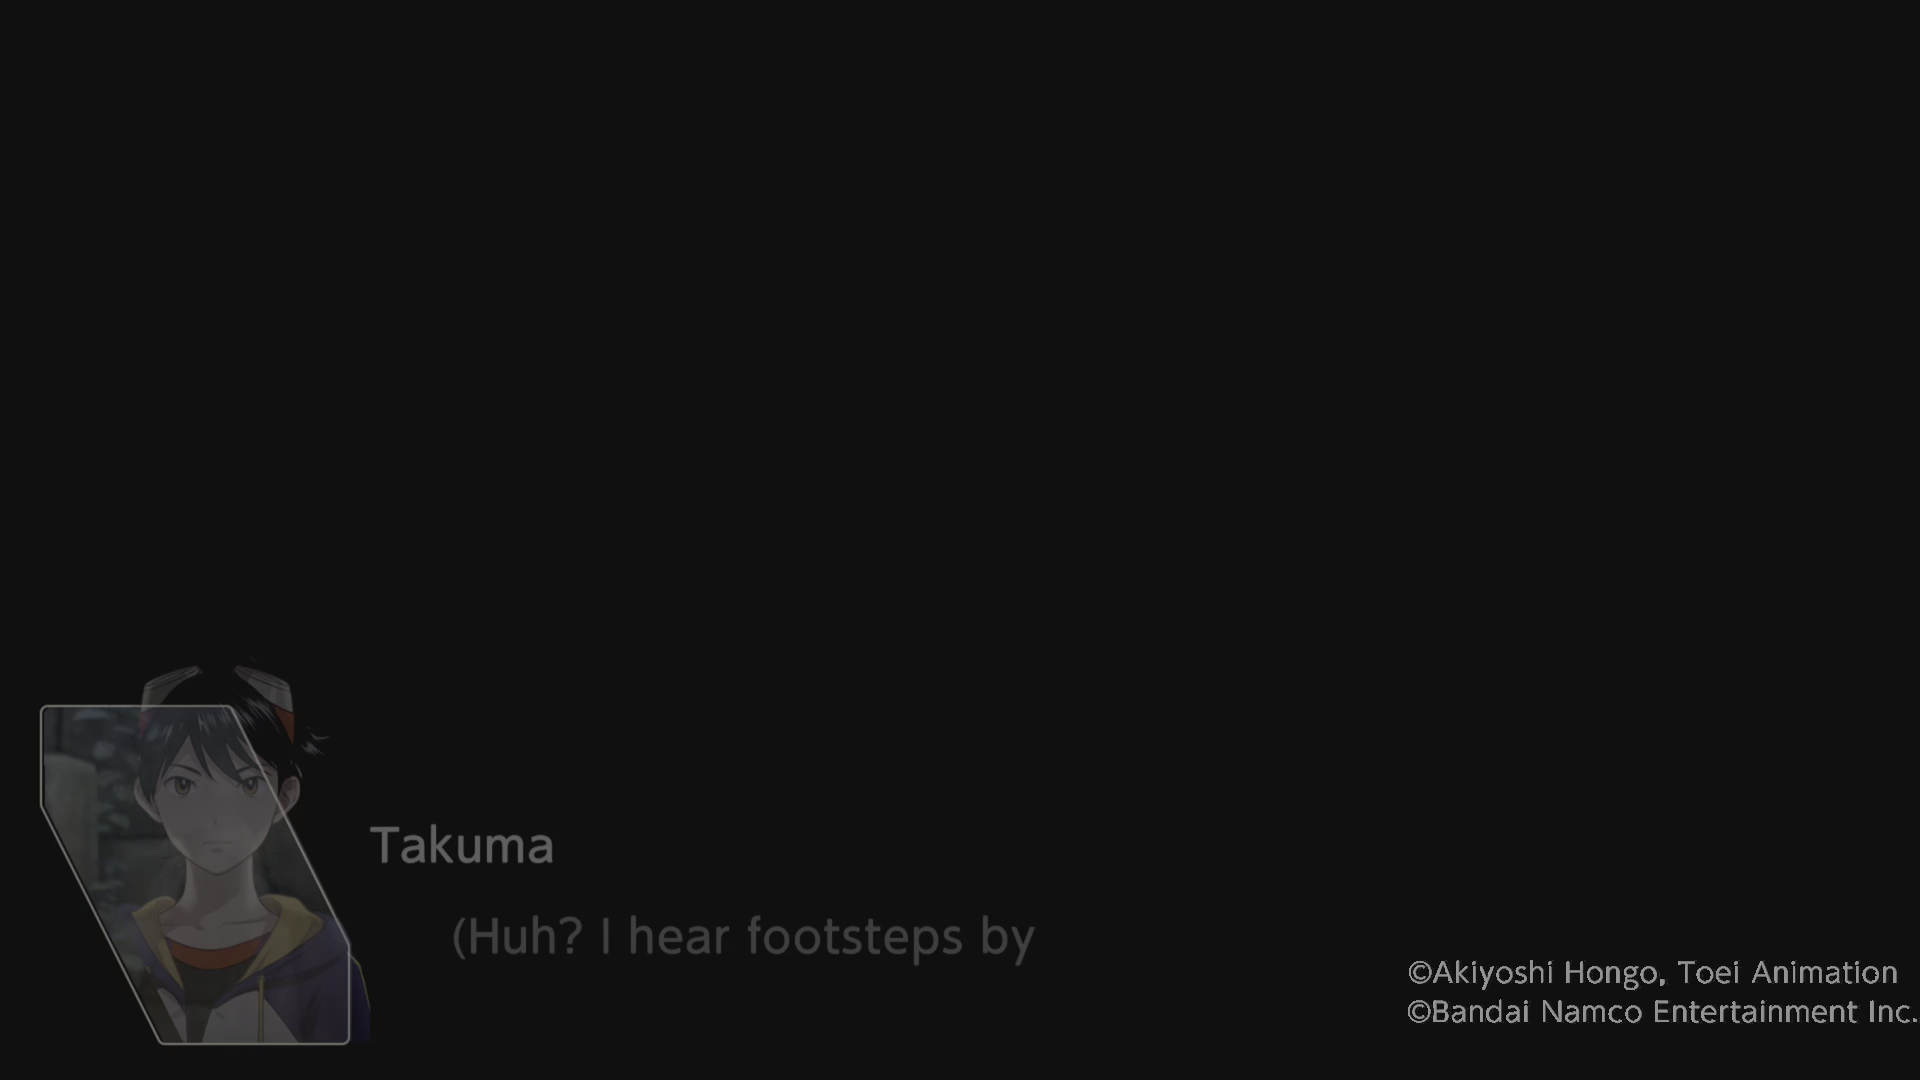 Takuma
(Huh? I hear footsteps by
©Akiyoshi Hongo, Toei Animation
©Bandai Namco Entertainment Inc.